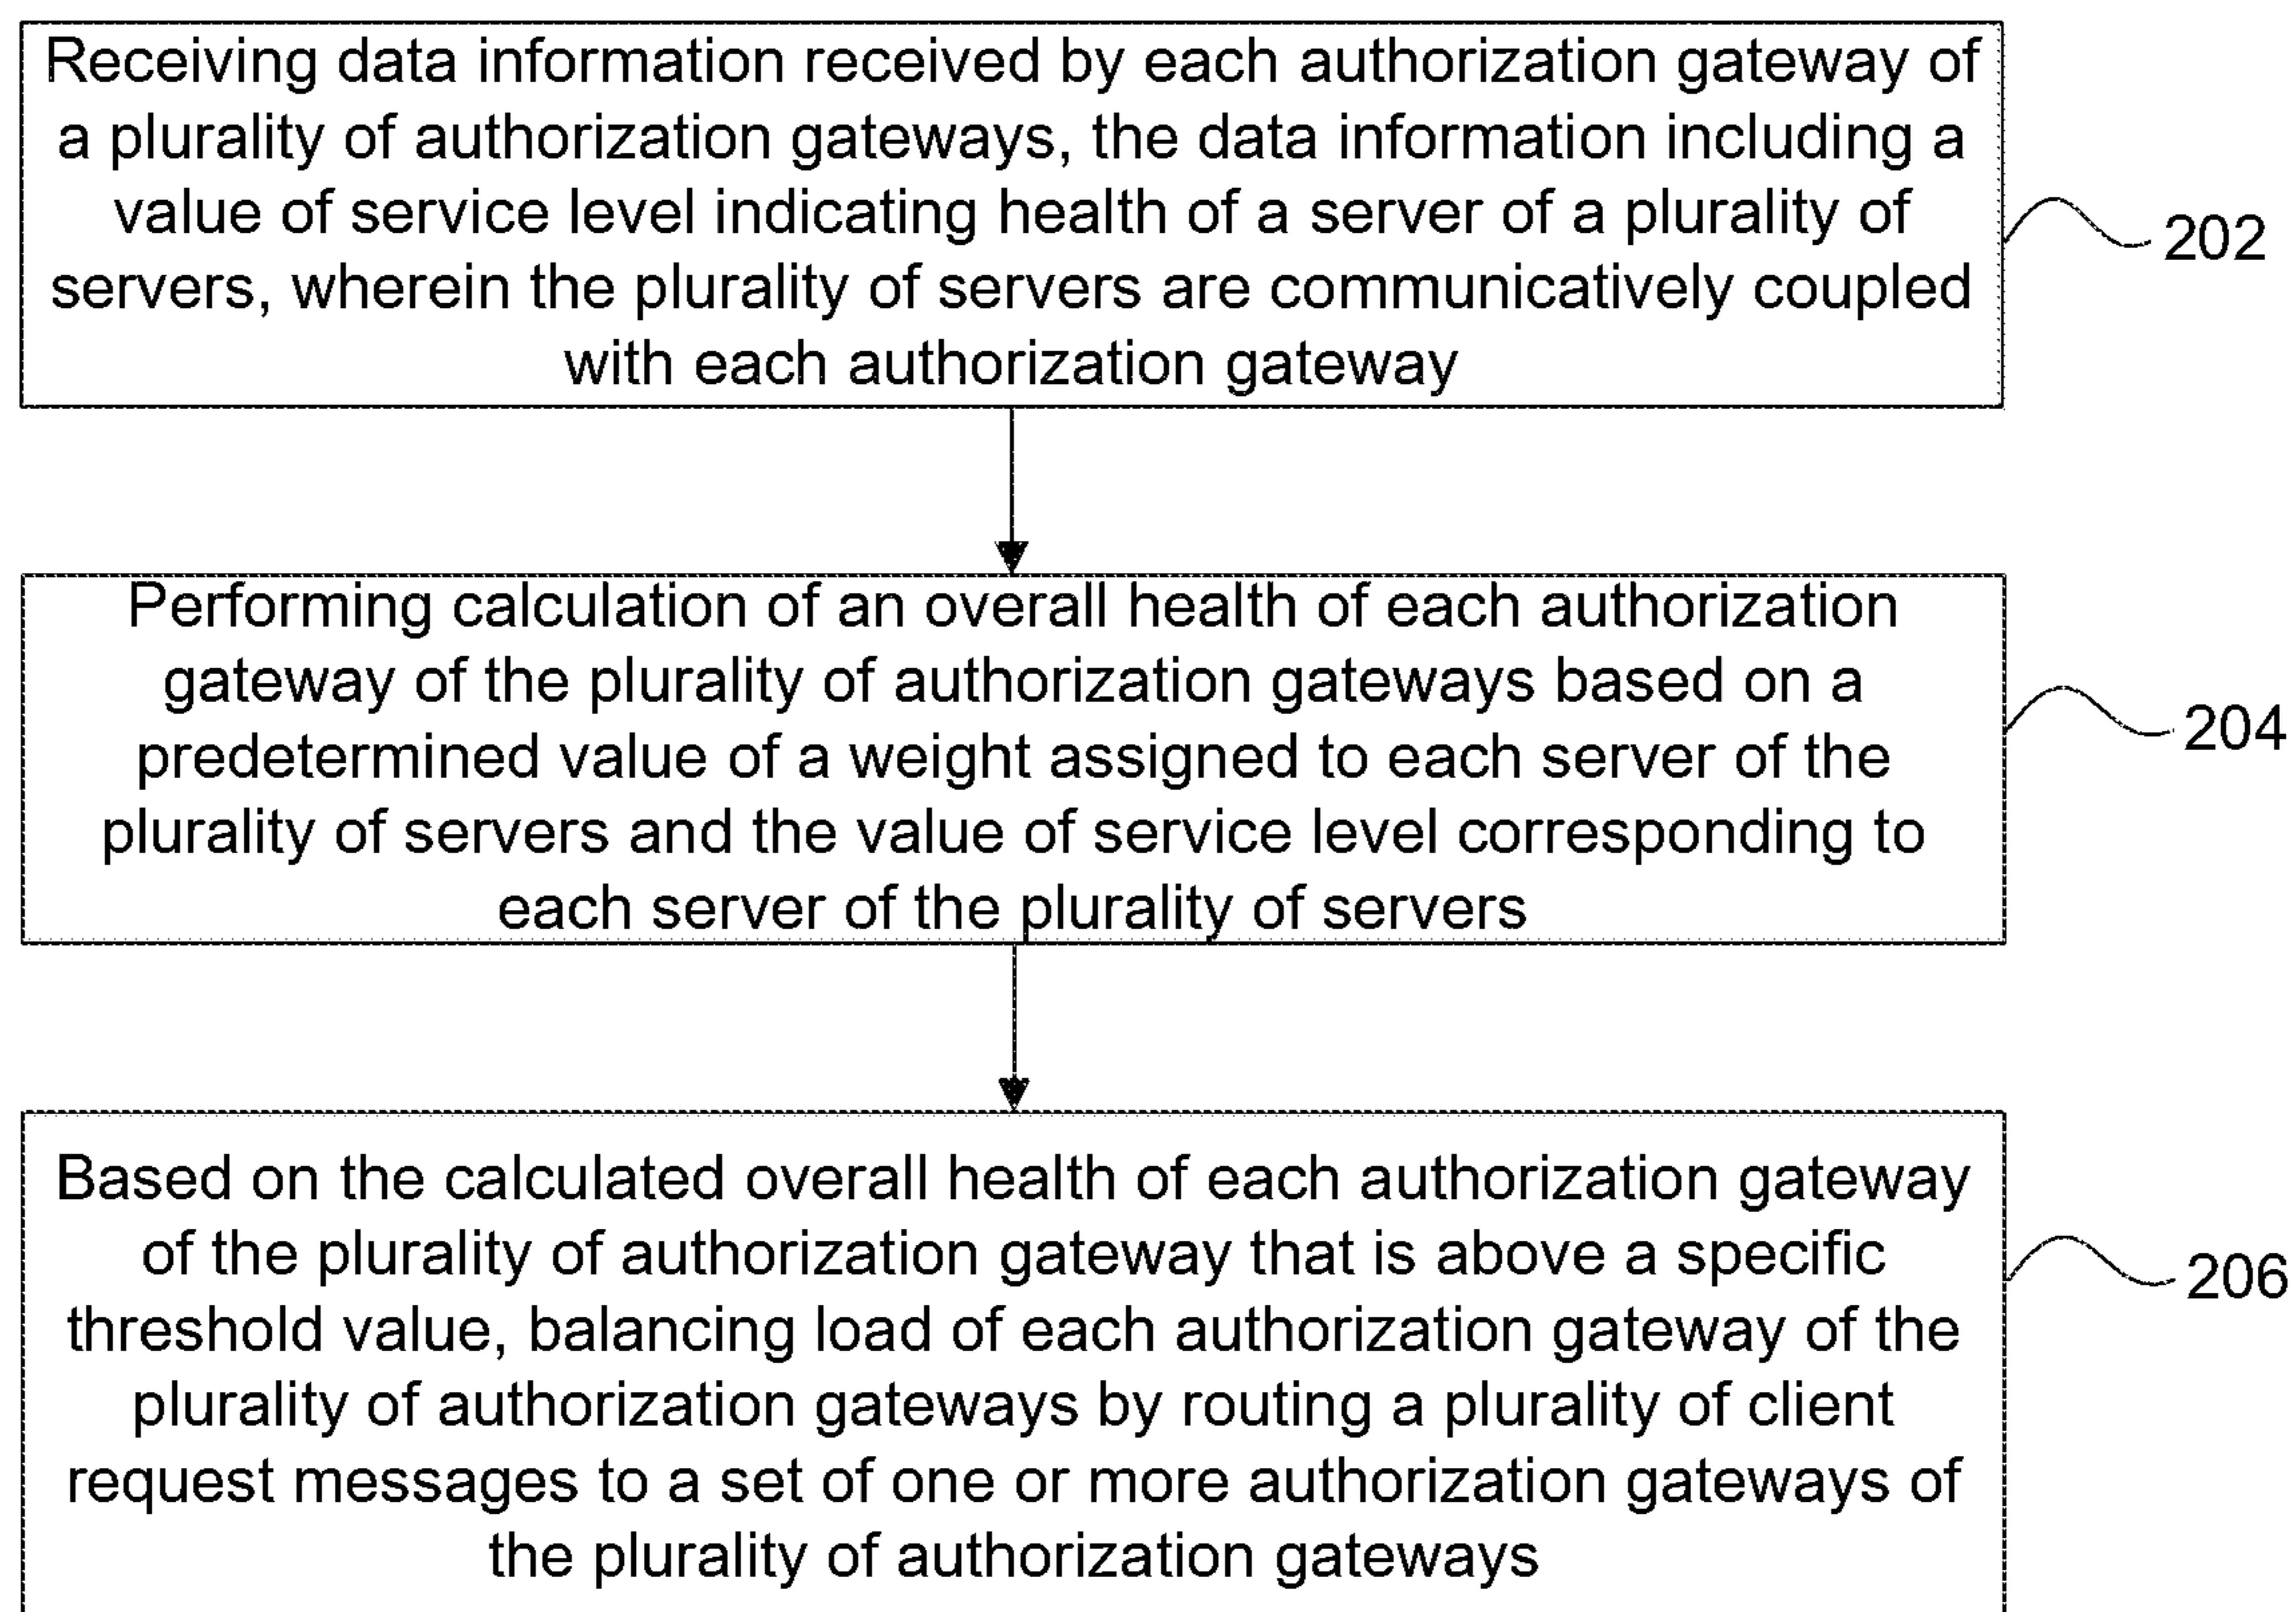 Receiving data information received by each authorization gateway of
a plurality of authorization gateways, the data information including a
value of service level indicating health of a server of a plurality of
servers, wherein the plurality of servers are communicatively coupled
with each authorization gateway
202
Performing calculation of an overall health of each authorization
gateway of the plurality of authorization gateways based on a
predetermined value of a weight assigned to each server of the
plurality of servers and the value of service level corresponding to
each server of the plurality of servers
204
Based on the calculated overall health of each authorization gateway
of the plurality of authorization gateway that is above a specific
threshold value, balancing load of each authorization gateway of the
plurality of authorization gateways by routing a plurality of client
request messages to a set of one or more authorization gateways of
the plurality of authorization gateways
206